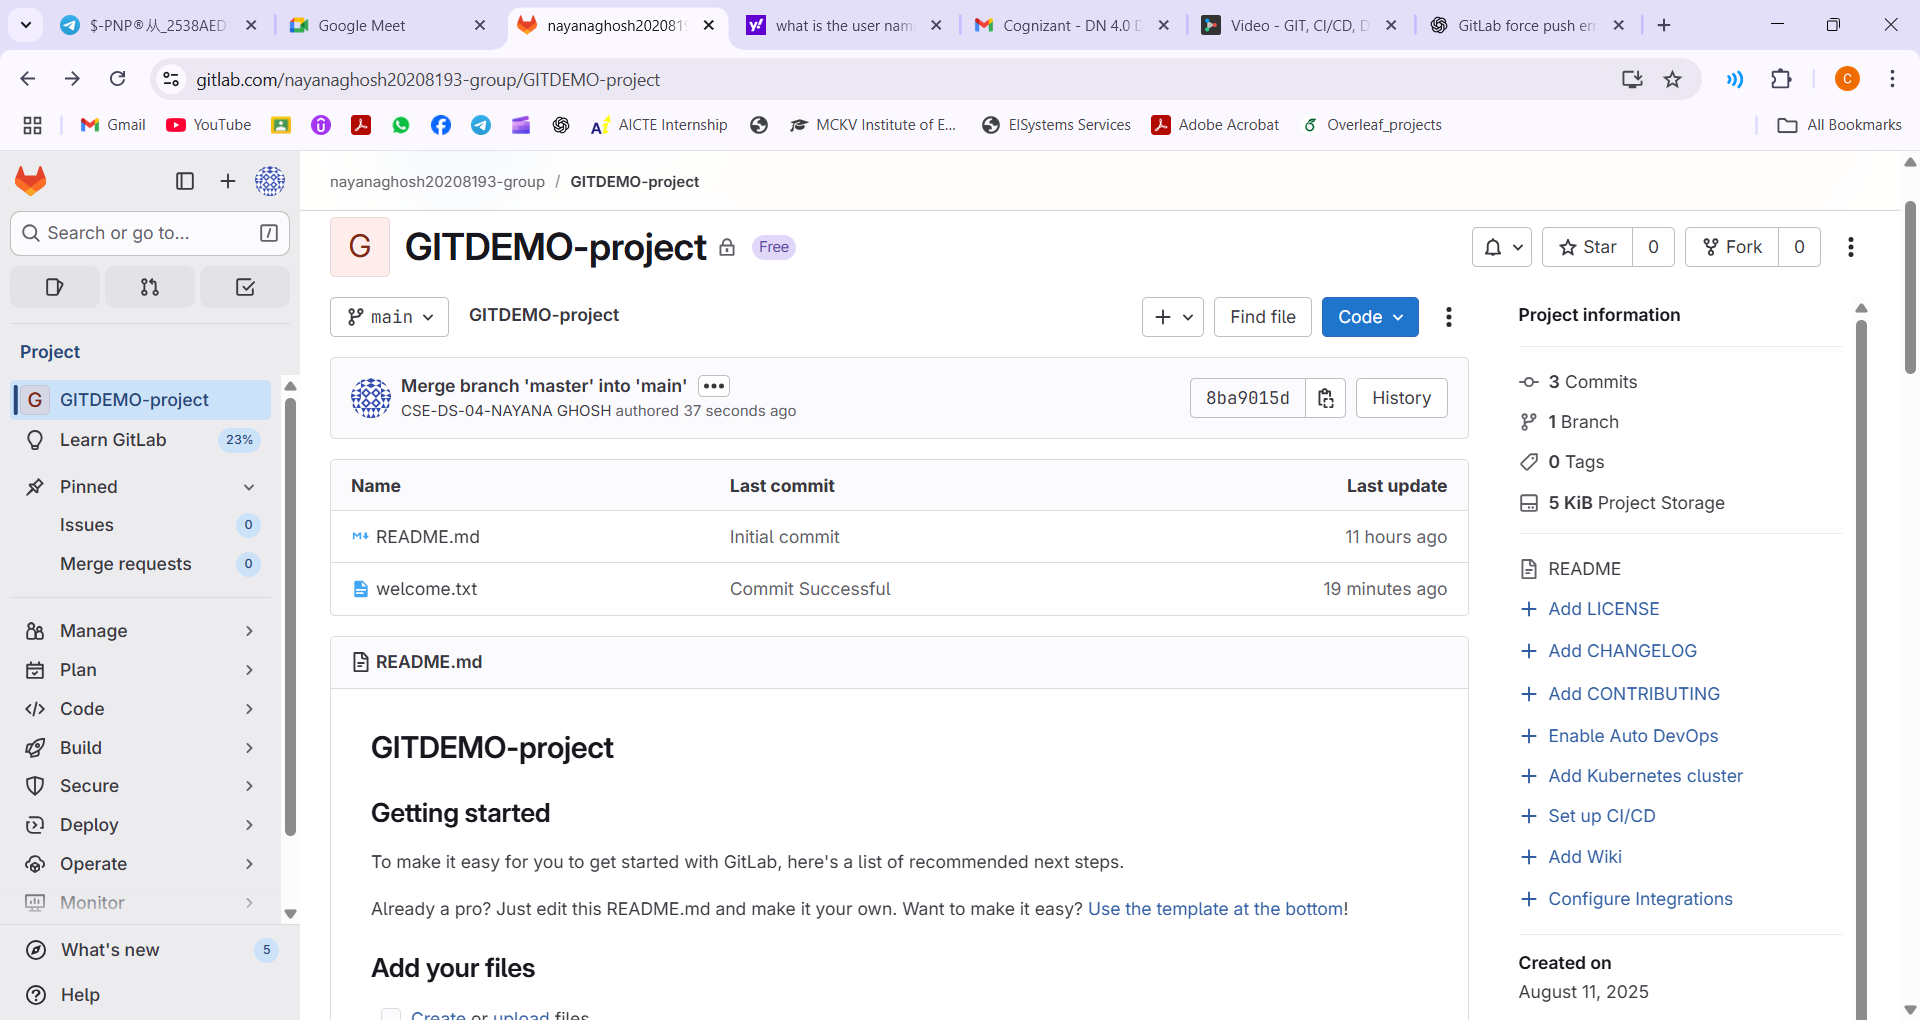 $-PNP®从_2538AED
Google Meet
nayanaghosh2020819
what is the user nam
Cognizant - DN 4.0 D
Video - GIT, CI/CD, D
GitLab force push err
gitlab.com/nayanaghosh20208193-group/GITDEMO-project
C
Gmail
YouTube
AICTE Internship
MCKV Institute of E...
EISystems Services
Adobe Acrobat
Overleaf_projects
All Bookmarks
Search or go to...
/
Project
G GITDEMO-project
Learn GitLab 23%
Pinned
Issues 0
Merge requests 0
Manage
Plan
Code
Build
Secure
Deploy
Operate
Monitor
What's new 5
Help
nayanaghosh20208193-group / GITDEMO-project
G GITDEMO-project Free
Star 0
Fork 0
main
GITDEMO-project
Find file
Code
Merge branch 'master' into 'main'
CSE-DS-04-NAYANA GHOSH authored 37 seconds ago
8ba9015d
History
Name Last commit Last update
README.md Initial commit 11 hours ago
welcome.txt Commit Successful 19 minutes ago
README.md
GITDEMO-project
Getting started
To make it easy for you to get started with GitLab, here's a list of recommended next steps.
Already a pro? Just edit this README.md and make it your own. Want to make it easy? Use the template at the bottom!
Add your files
Create or upload files
Project information
3 Commits
1 Branch
0 Tags
5 KiB Project Storage
README
+ Add LICENSE
+ Add CHANGELOG
+ Add CONTRIBUTING
+ Enable Auto DevOps
+ Add Kubernetes cluster
+ Set up CI/CD
+ Add Wiki
+ Configure Integrations
Created on
August 11, 2025